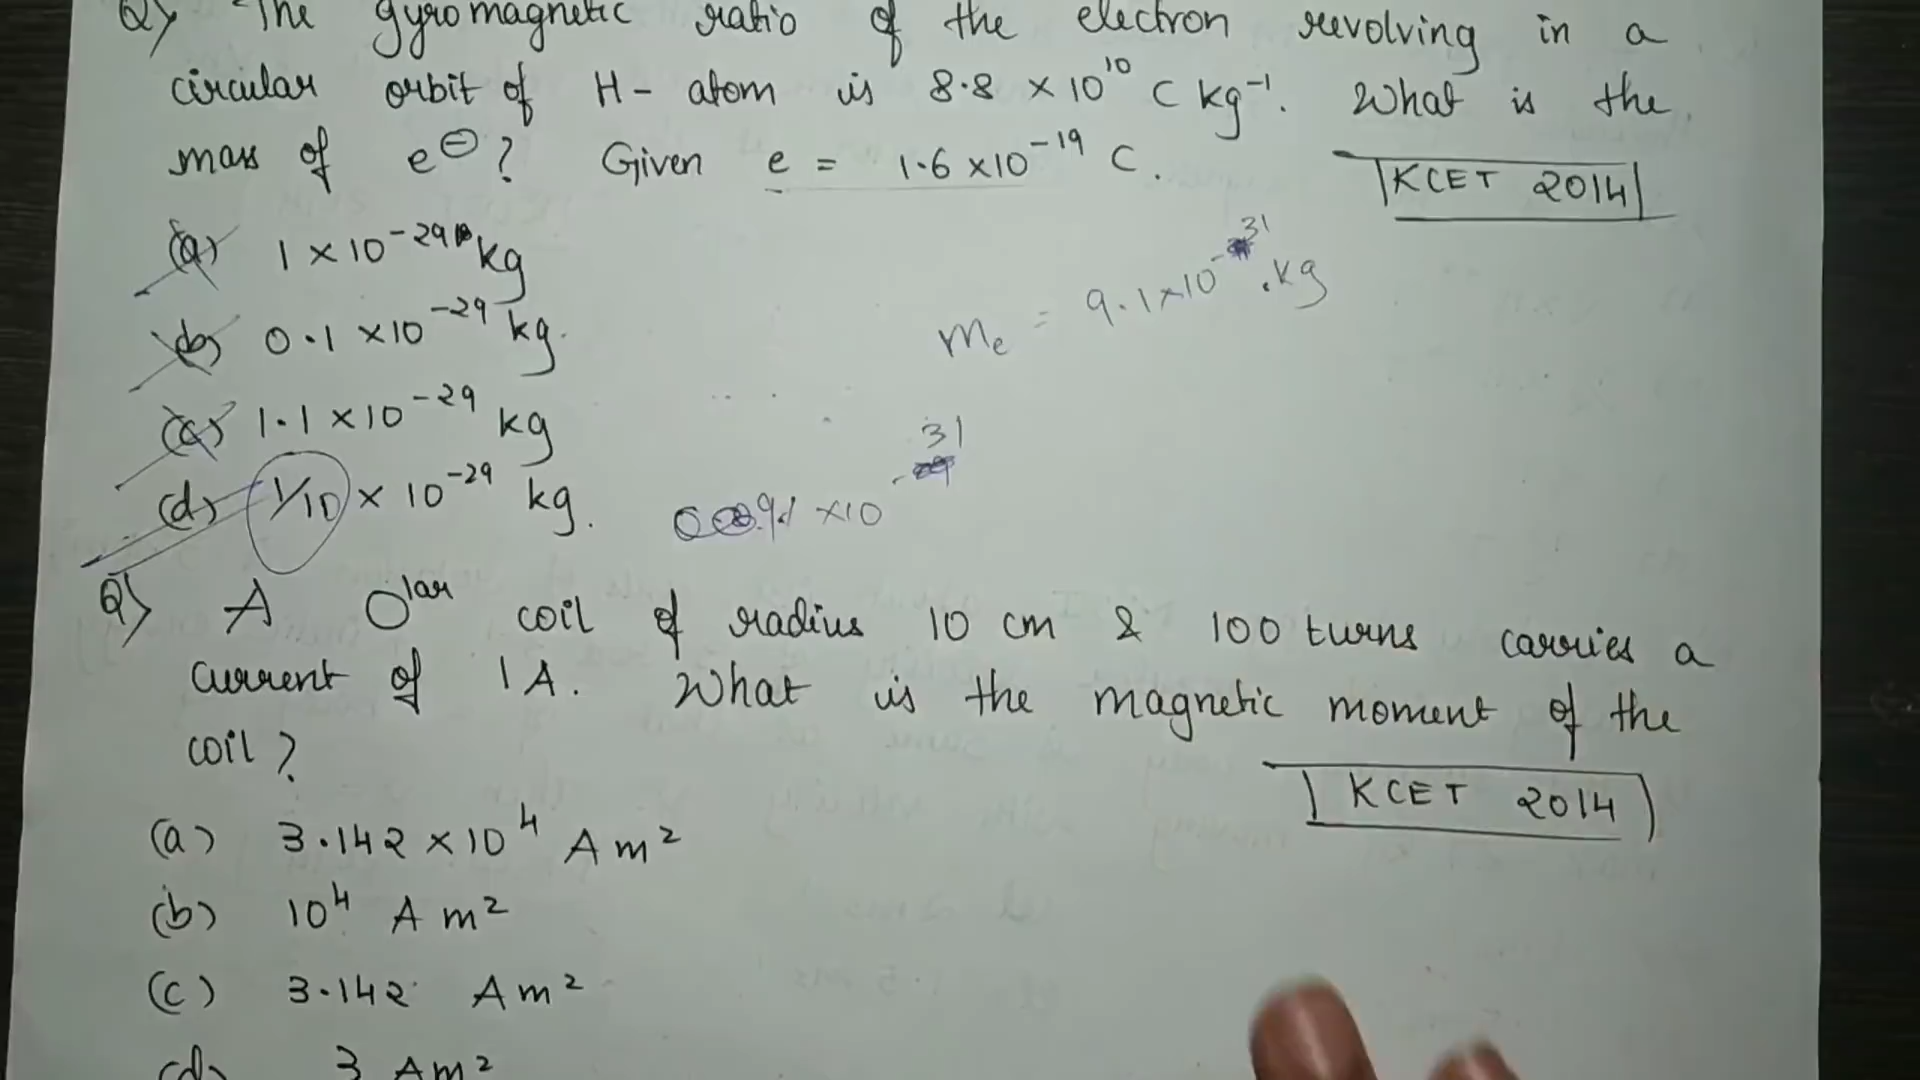 Q) The gyromagnetic ratio of the electron revolving in a
circular orbit of H- atom is 8.8 × 10¹⁰ C kg⁻¹. What is the
mass of e⊖? Given e = 1.6 ×10⁻¹⁹ C.
KCET 2014
(a) 1 × 10⁻²⁹ kg
mₑ = 9.1×10⁻³¹ .kg
(b) 0.1 ×10⁻²⁹ kg.
(c) 1.1 ×10⁻²⁹ kg
(d) 1/10 × 10⁻²⁹ kg.
9.1 ×10⁻³¹
Q) A Oˡᵃʳ coil of radius 10 cm & 100 turns carries a
current of 1 A. What is the magnetic moment of the
coil?
KCET 2014
(a) 3.142 ×10⁴ A m²
(b) 10⁴ A m²
(c) 3.142 A m²
(d) 3 A m²